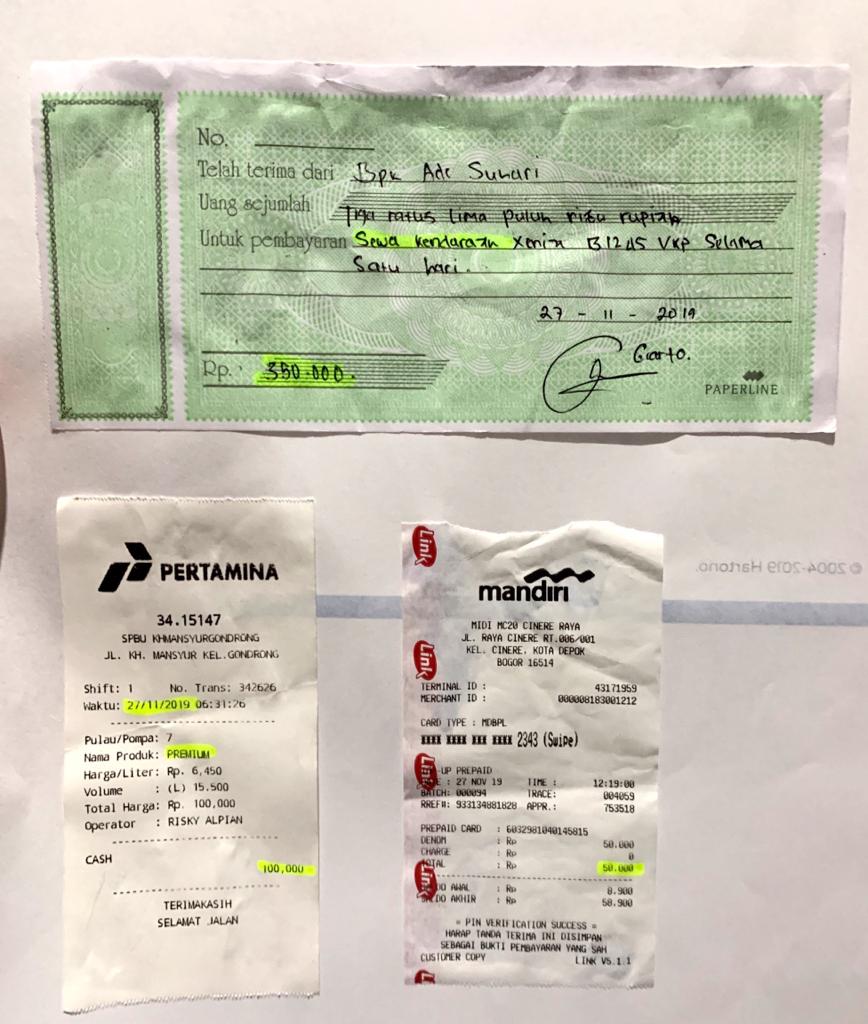 No.
Telah terima dari Bpk Ade Suhari
Uang sejumlah Tiga ratus lima puluh ribu rupiah
Untuk pembayaran Sewa kendaraan Xenia B 1245 VKP Selama
Satu hari.
27 - 11 - 2019
Giarto.
Rp. 350.000.
PAPERLINE
PERTAMINA
34.15147
SPBU KHMANSYURGONDRONG
JL. KH. MANSYUR KEL.GONDRONG
Shift: 1 No. Trans: 342626
Waktu: 27/11/2019 06:31:26
Pulau/Pompa: 7
Nama Produk: PREMIUM
Harga/Liter: Rp. 6,450
Volume : (L) 15.500
Total Harga: Rp. 100,000
Operator : RISKY ALPIAN
CASH
100,000
TERIMAKASIH
SELAMAT JALAN
Link
mandiri
MIDI MC20 CINERE RAYA
JL. RAYA CINERE RT.006/001
KEL. CINERE. KOTA DEPOK
BOGOR 16514
Link
TERMINAL ID : 43171959
MERCHANT ID : 000008183001212
CARD TYPE : MDBPL
XXXX XXXX XXX XXXX 2343 (Swipe)
Link
UP PREPAID
: 27 NOV 19 TIME : 12:19:00
BATCH: 000094 TRACE: 004059
RREF#: 933134881828 APPR.: 753518
PREPAID CARD : 6032981040145815
DENOM : Rp 50.000
CHARGE : Rp 0
TOTAL : Rp 50.000
Link
AWAL : Rp 8.900
AKHIR : Rp 58.900
= PIN VERIFICATION SUCCESS =
HARAP TANDA TERIMA INI DISIMPAN
SEBAGAI BUKTI PEMBAYARAN YANG SAH
CUSTOMER COPY LINK V5.1.1
© 2004-2019 Hartono.